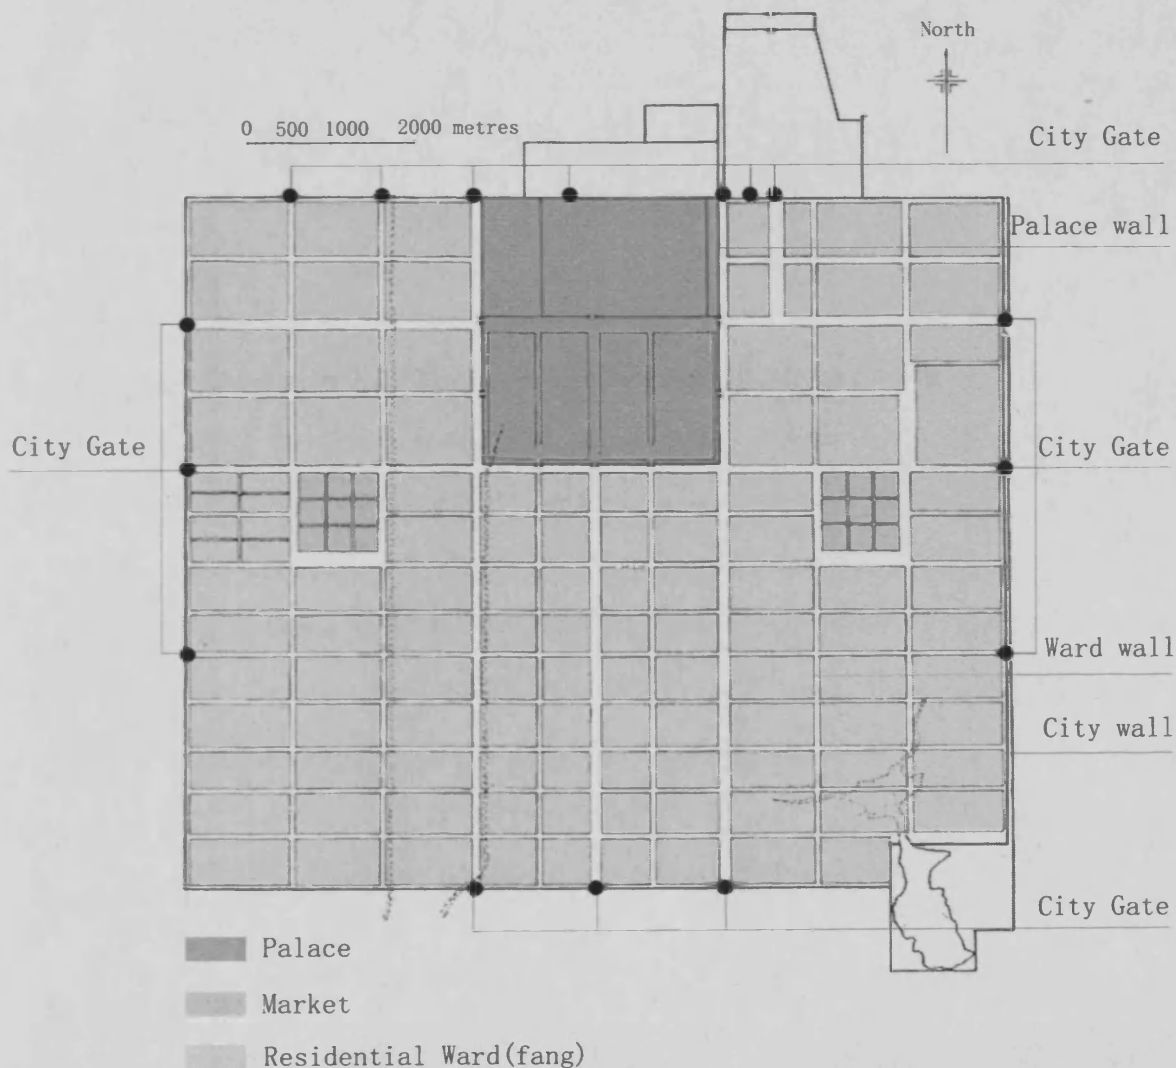 North
0 500 1000 2000 metres
City Gate
Palace wall
City Gate
City Gate
Ward wall
City wall
City Gate
Palace
Market
Residential Ward(fang)